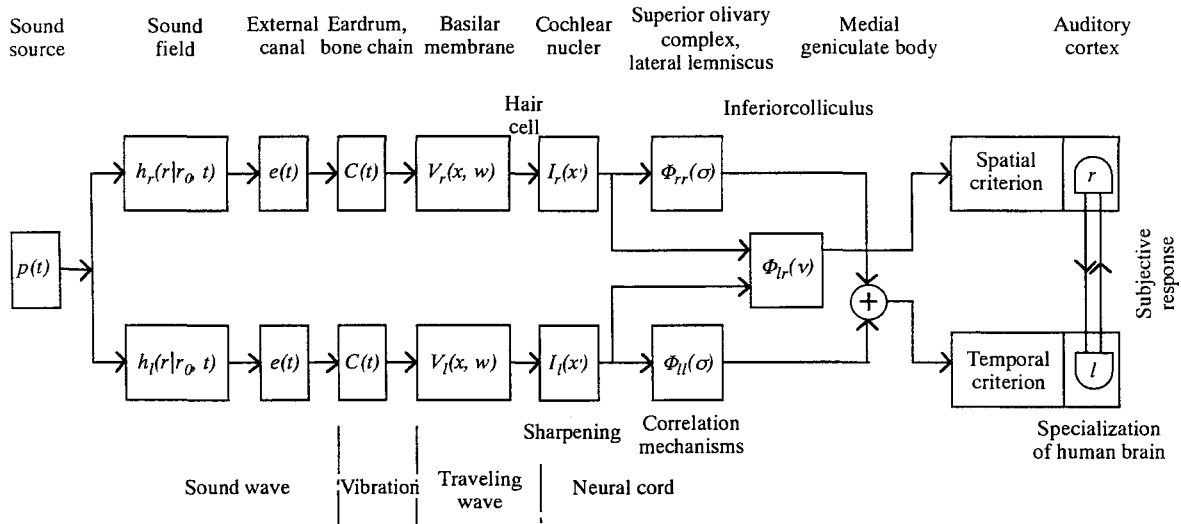 Sound source
Sound field
External canal
Eardrum, bone chain
Basilar membrane
Cochlear nucler
Superior olivary complex, lateral lemniscus
Medial geniculate body
Auditory cortex
Hair cell
Inferiorcolliculus
p(t)
h_r(r|r_0, t)
e(t)
C(t)
V_r(x, w)
I_r(x')
Φ_rr(σ)
Spatial criterion
r
Φ_lr(ν)
+
Subjective response
h_l(r|r_0, t)
e(t)
C(t)
V_l(x, w)
I_l(x')
Φ_ll(σ)
Temporal criterion
l
Sharpening
Correlation mechanisms
Specialization of human brain
Sound wave
Vibration
Traveling wave
Neural cord